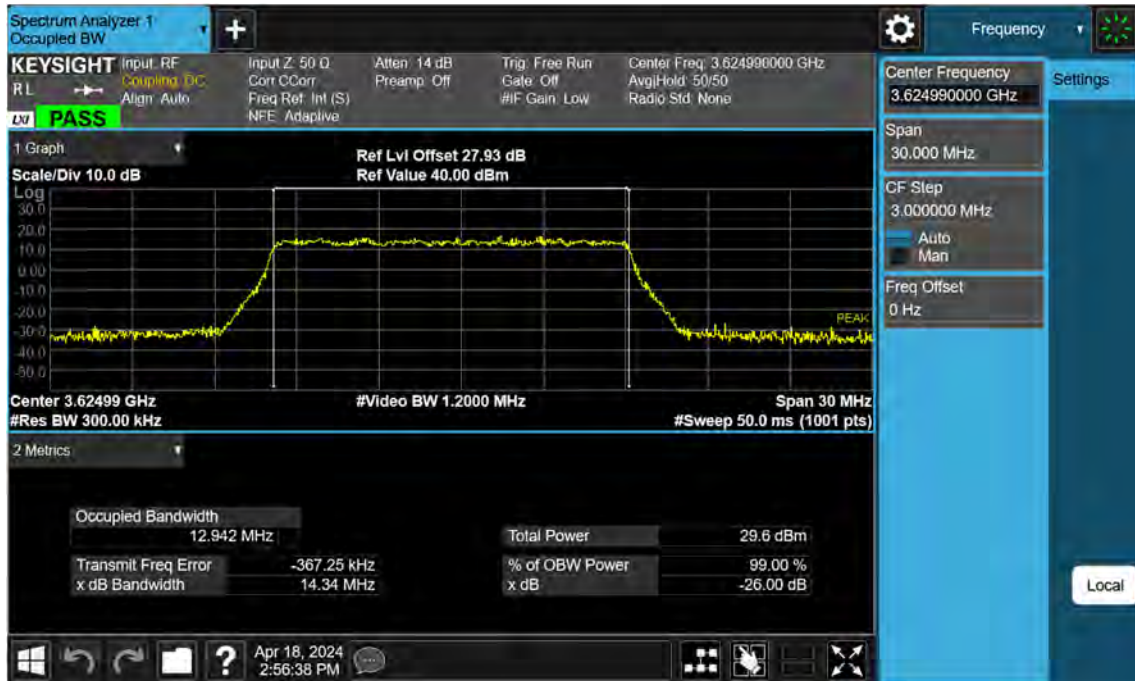 Spectrum Analyzer 1
Occupied BW
+
Frequency
KEYSIGHT
RL
LXI PASS
Input: RF
Coupling: DC
Align: Auto
Input Z: 50 Ω
Corr CCorr
Freq Ref: Int (S)
NFE: Adaptive
Atten: 14 dB
Preamp: Off
Trig: Free Run
Gate: Off
#IF Gain: Low
Center Freq: 3.624990000 GHz
Avg|Hold: 50/50
Radio Std: None
Center Frequency
3.624990000 GHz
Settings
Span
30.000 MHz
CF Step
3.000000 MHz
Auto
Man
Freq Offset
0 Hz
1 Graph
Scale/Div 10.0 dB
Ref Lvl Offset 27.93 dB
Ref Value 40.00 dBm
Log
30.0
20.0
10.0
0.00
-10.0
-20.0
-30.0
-40.0
-50.0
PEAK
Center 3.62499 GHz
#Video BW 1.2000 MHz
Span 30 MHz
#Res BW 300.00 kHz
#Sweep 50.0 ms (1001 pts)
2 Metrics
Occupied Bandwidth
12.942 MHz
Total Power 29.6 dBm
Transmit Freq Error -367.25 kHz
% of OBW Power 99.00 %
x dB Bandwidth 14.34 MHz
x dB -26.00 dB
Local
?
Apr 18, 2024
2:56:38 PM